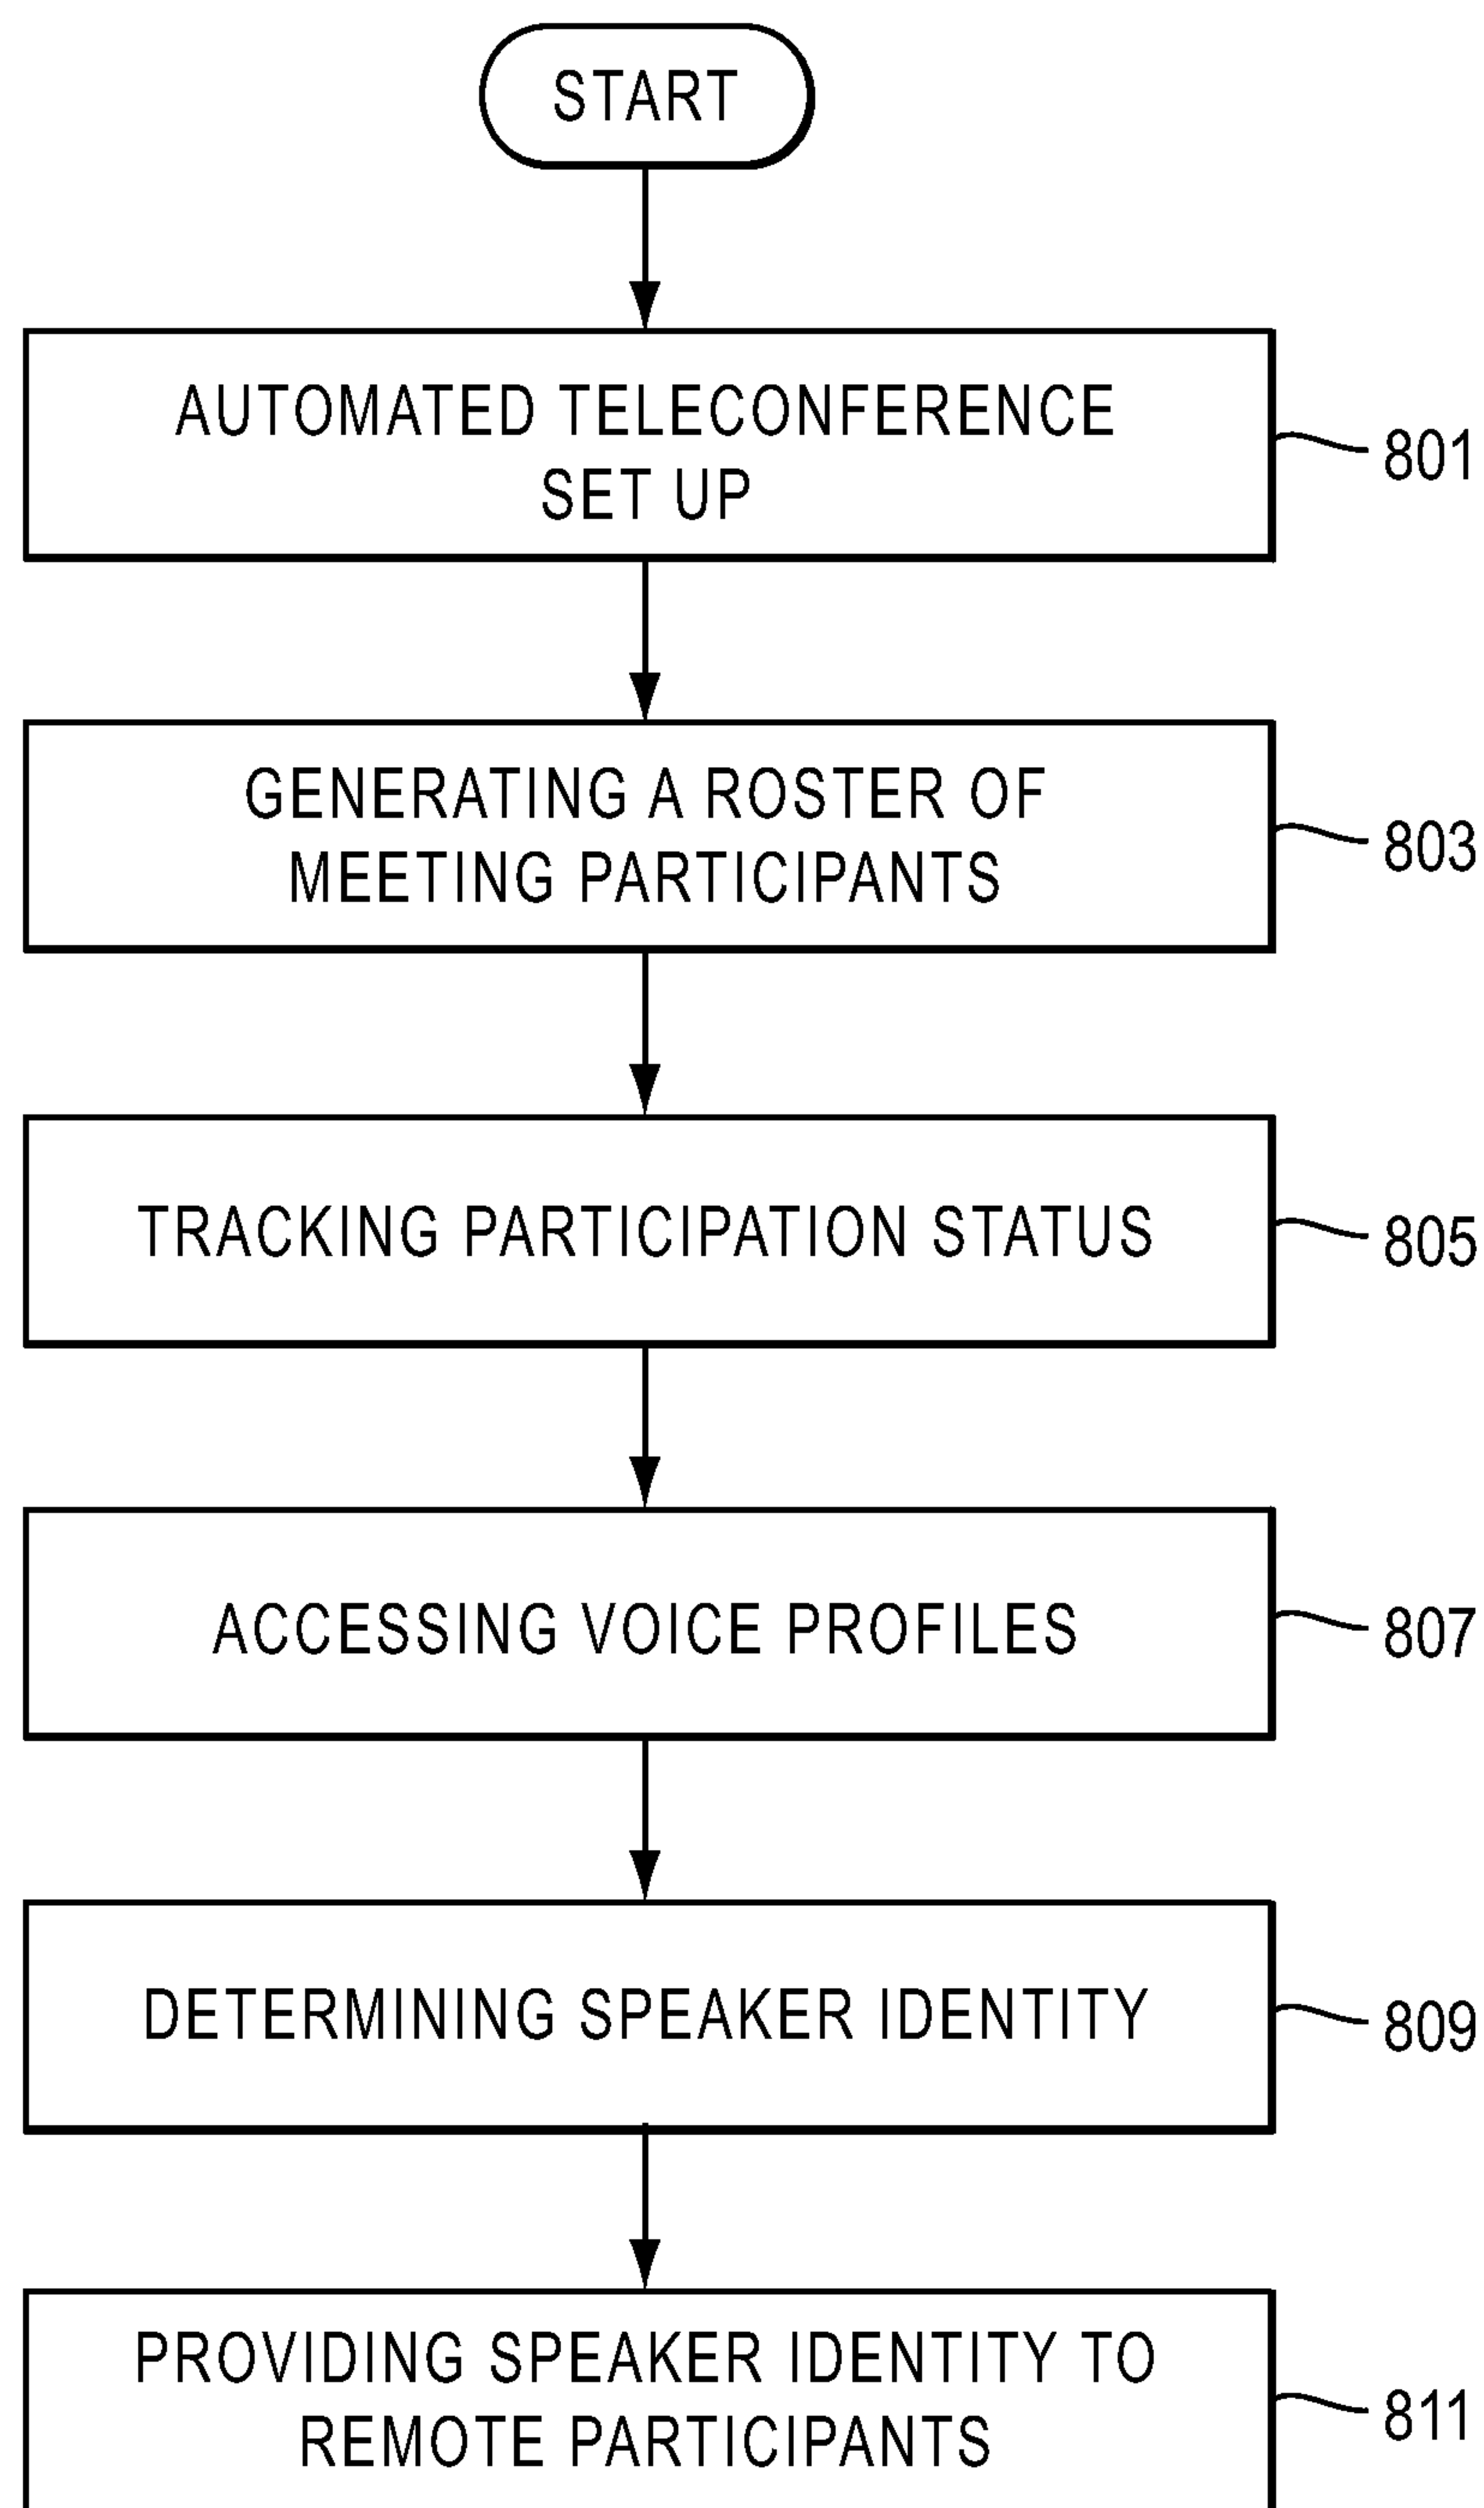 START
AUTOMATED TELECONFERENCE
SET UP
801
GENERATING A ROSTER OF
MEETING PARTICIPANTS
803
TRACKING PARTICIPATION STATUS
805
ACCESSING VOICE PROFILES
807
DETERMINING SPEAKER IDENTITY
809
PROVIDING SPEAKER IDENTITY TO
REMOTE PARTICIPANTS
811